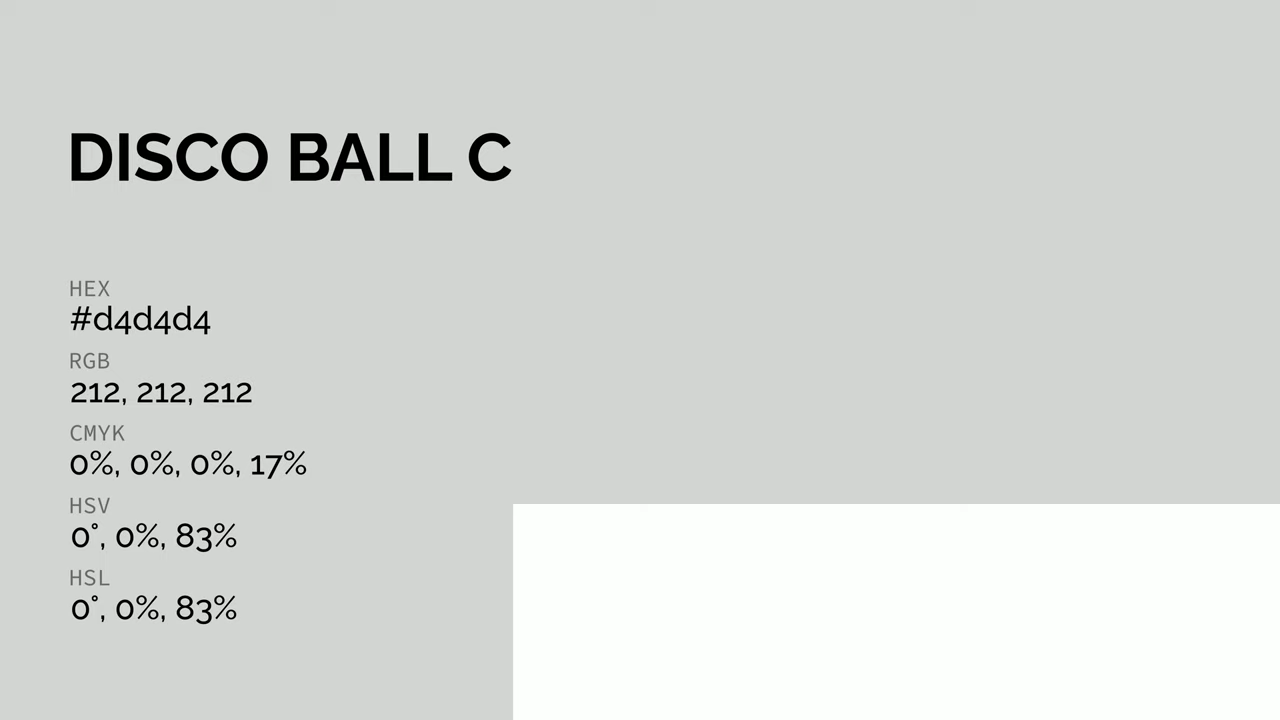 DISCO BALL C
HEX
#d4d4d4
RGB
212, 212, 212
CMYK
0%, 0%, 0%, 17%
HSV
0°, 0%, 83%
HSL
0°, 0%, 83%